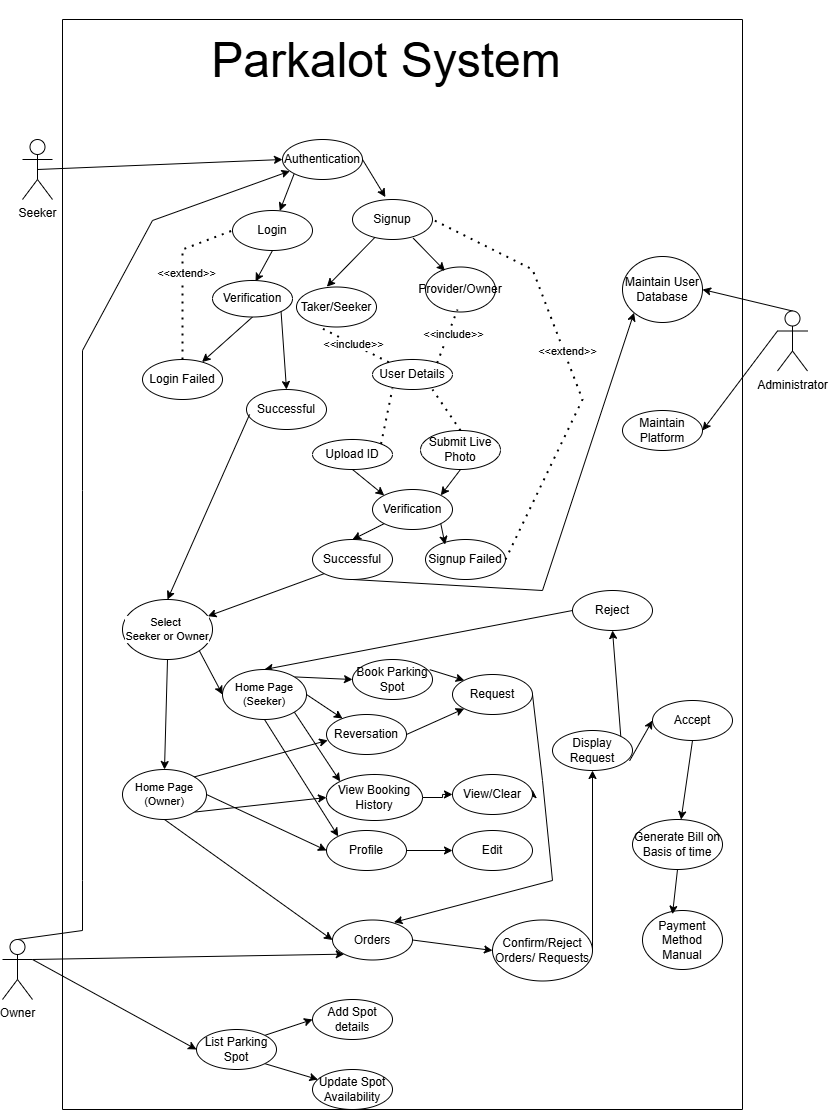 Parkalot System
Authentication
Seeker
Signup
Login
<<extend>>
Maintain User
Database
Verification
Provider/Owner
Taker/Seeker
<<include>>
<<include>>
<<extend>>
Login Failed
User Details
Administrator
Successful
Maintain
Platform
Upload ID
Submit Live
Photo
Verification
Successful
Signup Failed
Reject
Select
Seeker or Owner
Book Parking
Spot
Home Page
(Seeker)
Request
Accept
Reversation
Display
Request
Home Page
(Owner)
View Booking
History
View/Clear
Generate Bill on
Basis of time
Profile
Edit
Payment
Method
Manual
Orders
Confirm/Reject
Orders/ Requests
Owner
Add Spot
details
List Parking
Spot
Update Spot
Availability